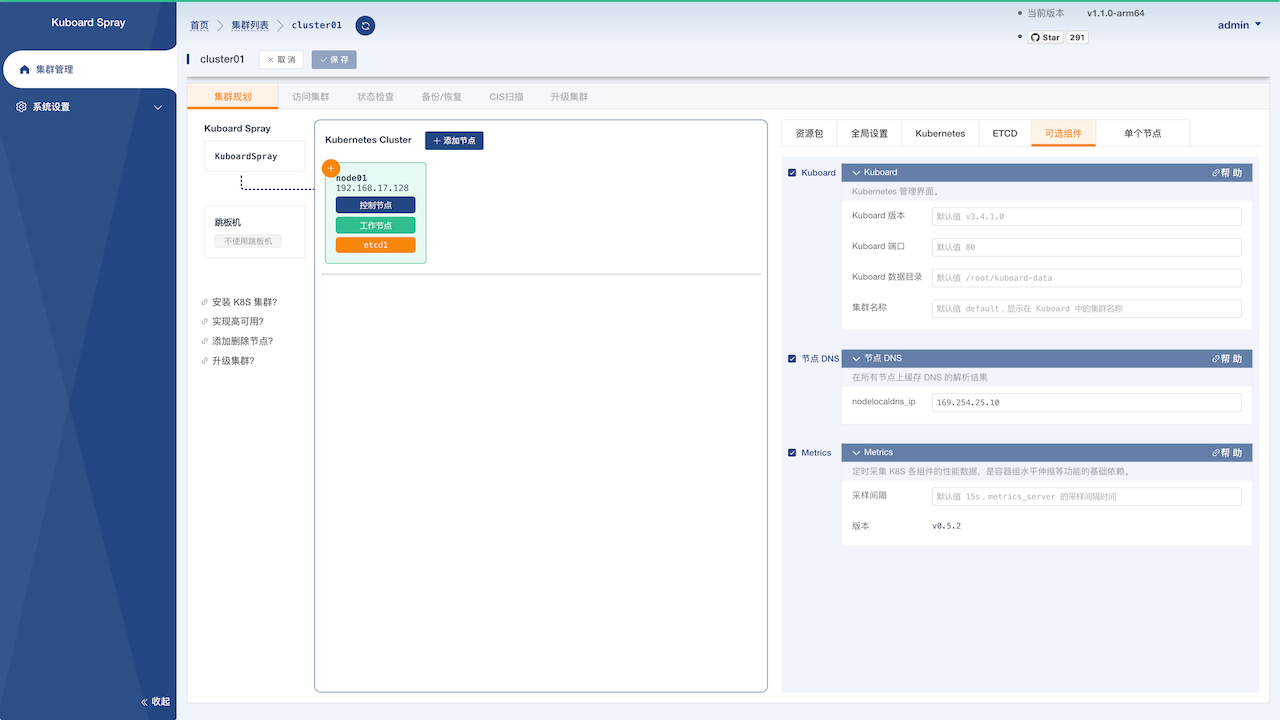 Kuboard Spray
集群管理
系统设置
收起
首页
集群列表
cluster01
当前版本 v1.1.0-arm64
Star 291
admin
cluster01
取 消
保 存
集群规划
访问集群
状态检查
备份/恢复
CIS扫描
升级集群
Kuboard Spray
KuboardSpray
跳板机
不使用跳板机
安装 K8S 集群?
实现高可用?
添加删除节点?
升级集群?
Kubernetes Cluster
添加节点
node01
192.168.17.128
控制节点
工作节点
etcd1
资源包
全局设置
Kubernetes
ETCD
可选组件
单个节点
Kuboard
Kuboard
帮 助
Kubernetes 管理界面。
Kuboard 版本
默认值 v3.4.1.0
Kuboard 端口
默认值 80
Kuboard 数据目录
默认值 /root/kuboard-data
集群名称
默认值 default，显示在 Kuboard 中的集群名称
节点 DNS
节点 DNS
帮 助
在所有节点上缓存 DNS 的解析结果
nodelocaldns_ip
169.254.25.10
Metrics
Metrics
帮 助
定时采集 K8S 各组件的性能数据，是容器组水平伸缩等功能的基础依赖。
采样间隔
默认值 15s，metrics_server 的采样间隔时间
版本
v0.5.2